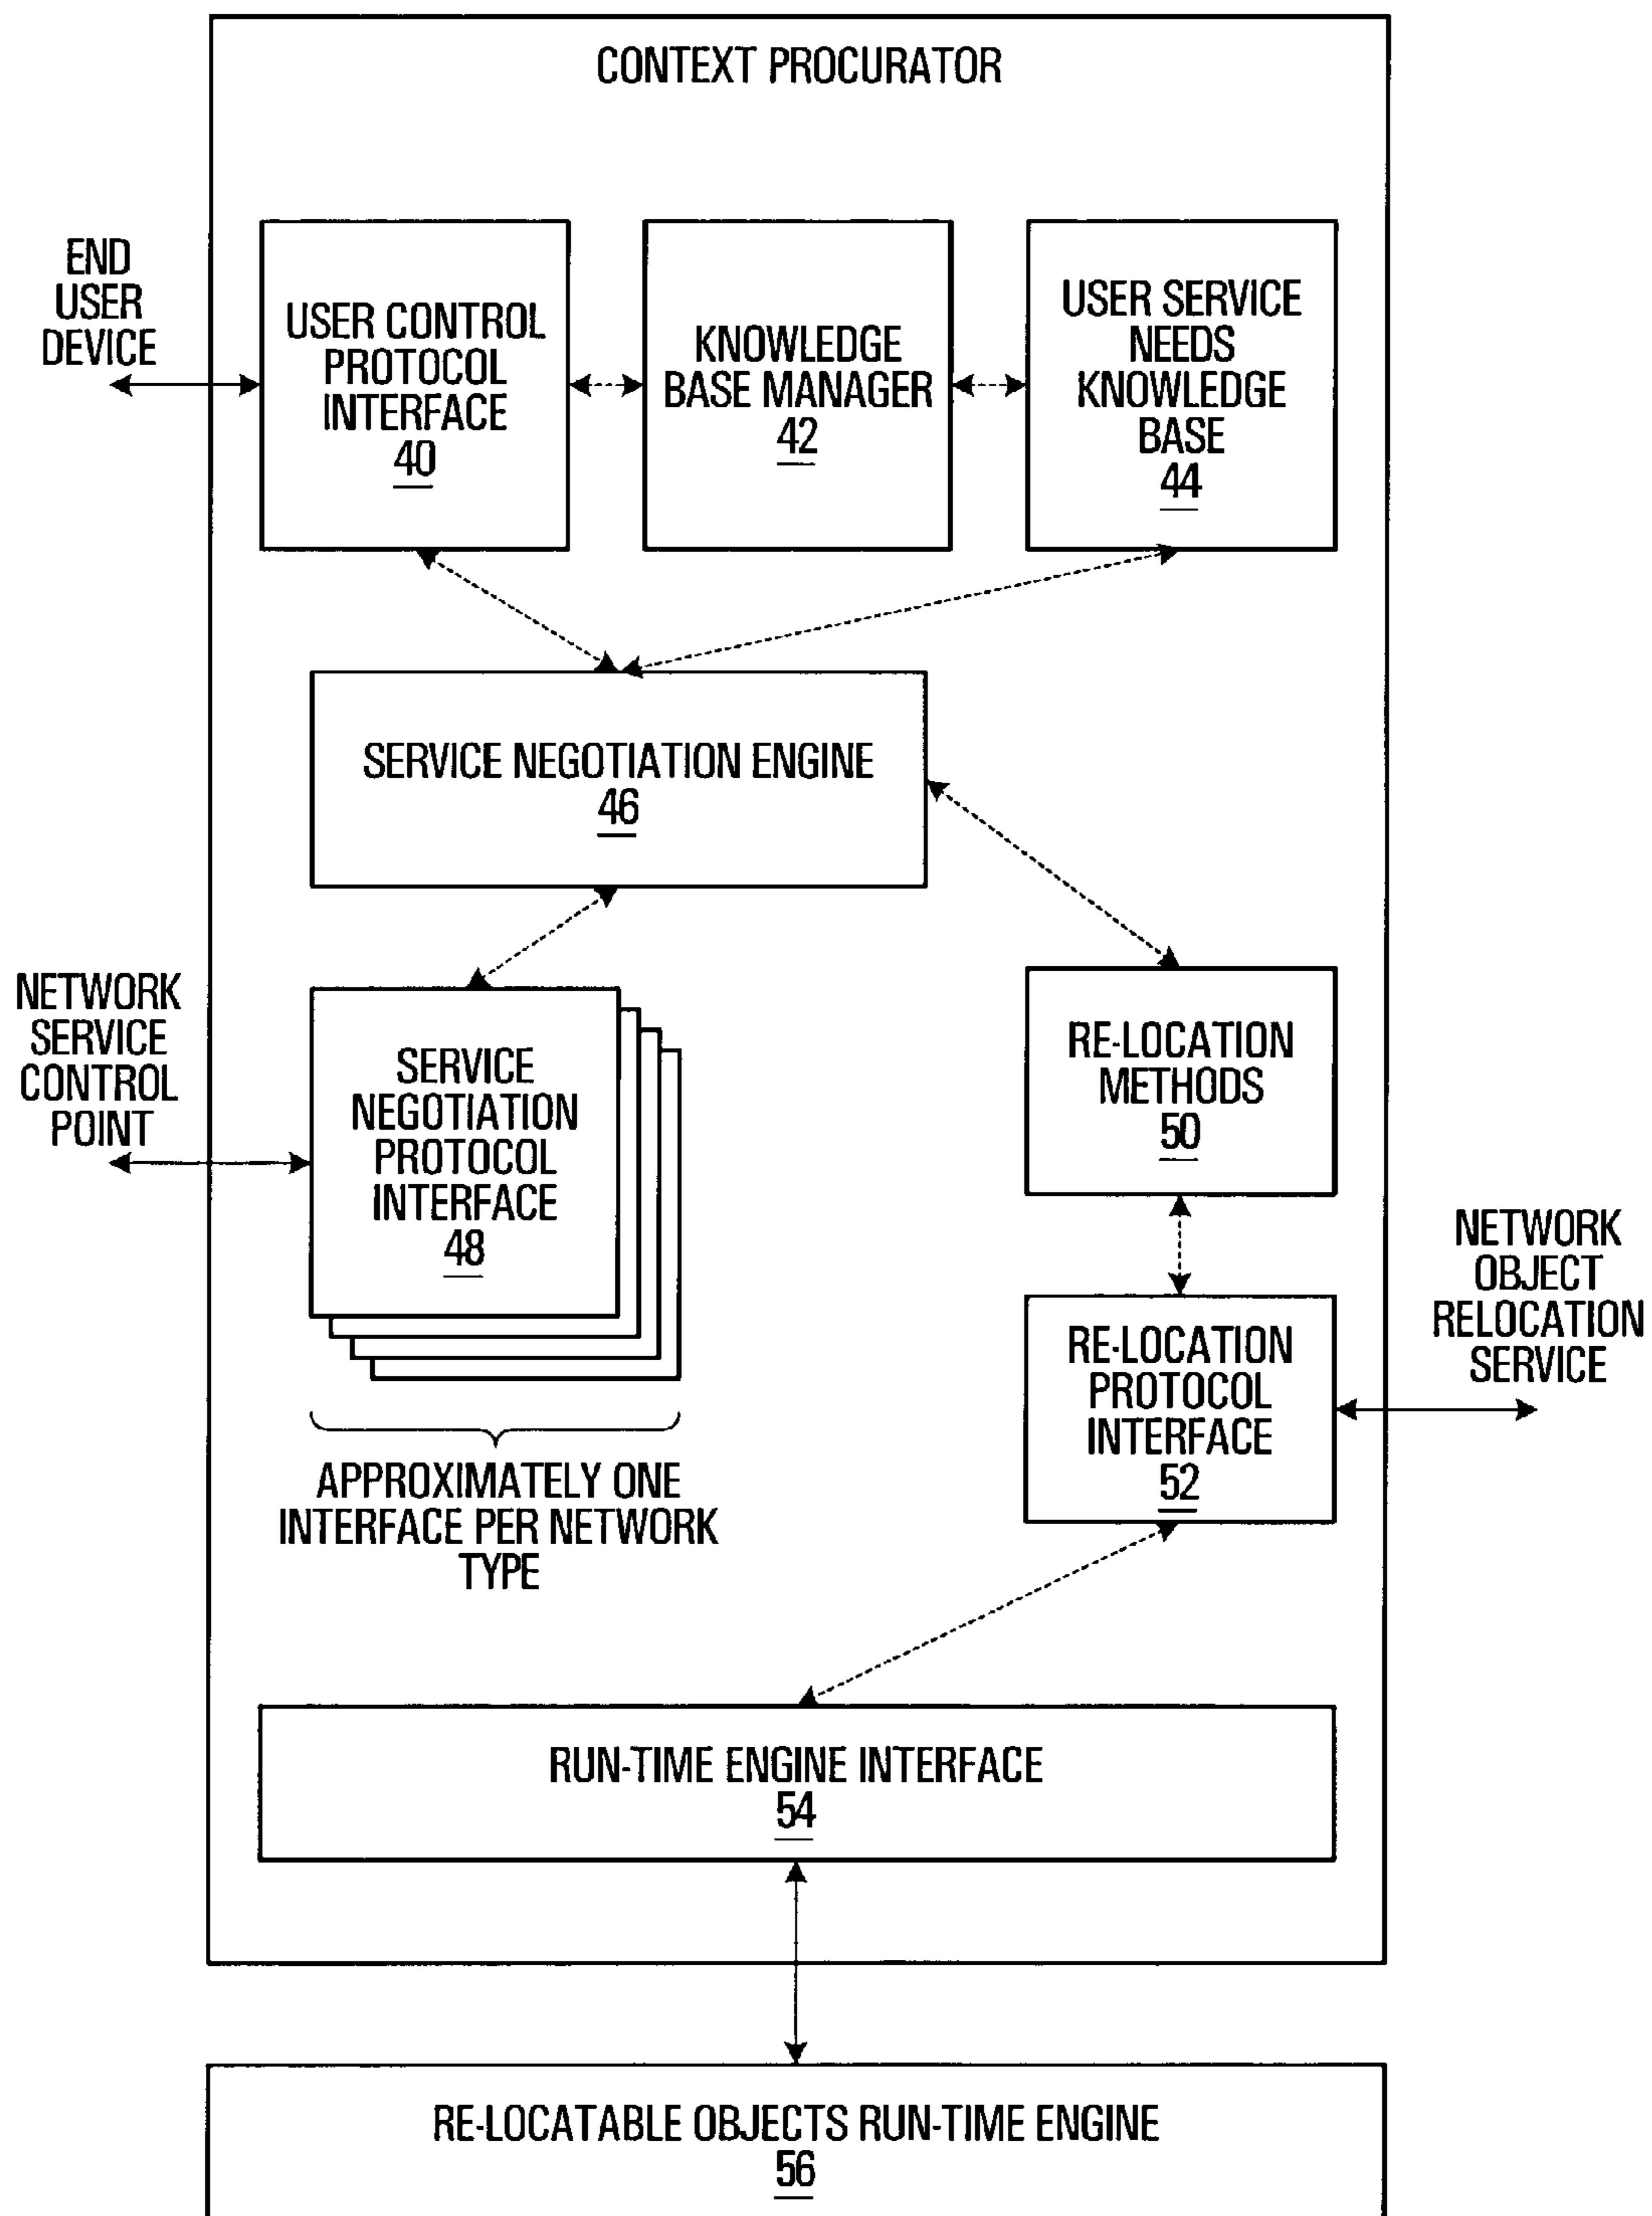 CONTEXT PROCURATOR
END
USER
DEVICE
USER CONTROL
PROTOCOL
INTERFACE
40
KNOWLEDGE
BASE MANAGER
42
USER SERVICE
NEEDS
KNOWLEDGE
BASE
44
SERVICE NEGOTIATION ENGINE
46
NETWORK
SERVICE
CONTROL
POINT
SERVICE
NEGOTIATION
PROTOCOL
INTERFACE
48
RE-LOCATION
METHODS
50
NETWORK
OBJECT
RELOCATION
SERVICE
RE-LOCATION
PROTOCOL
INTERFACE
52
APPROXIMATELY ONE
INTERFACE PER NETWORK
TYPE
RUN-TIME ENGINE INTERFACE
54
RE-LOCATABLE OBJECTS RUN-TIME ENGINE
56